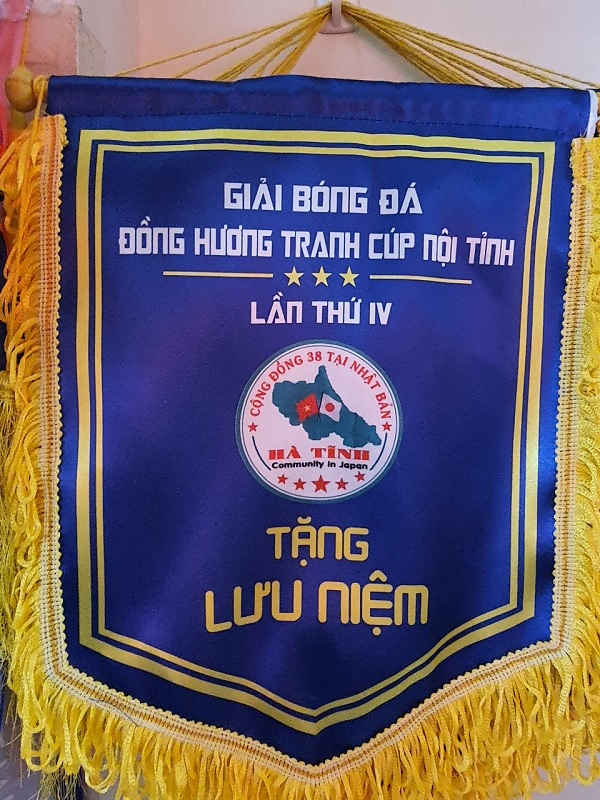 GIẢI BÓNG ĐÁ
ĐỒNG HƯƠNG TRANH CÚP NỘI TỈNH
LẦN THỨ IV
CỘNG ĐỒNG 38 TẠI NHẬT BẢN
HÀ TĨNH
Community in Japan
TẶNG
LƯU NIỆM